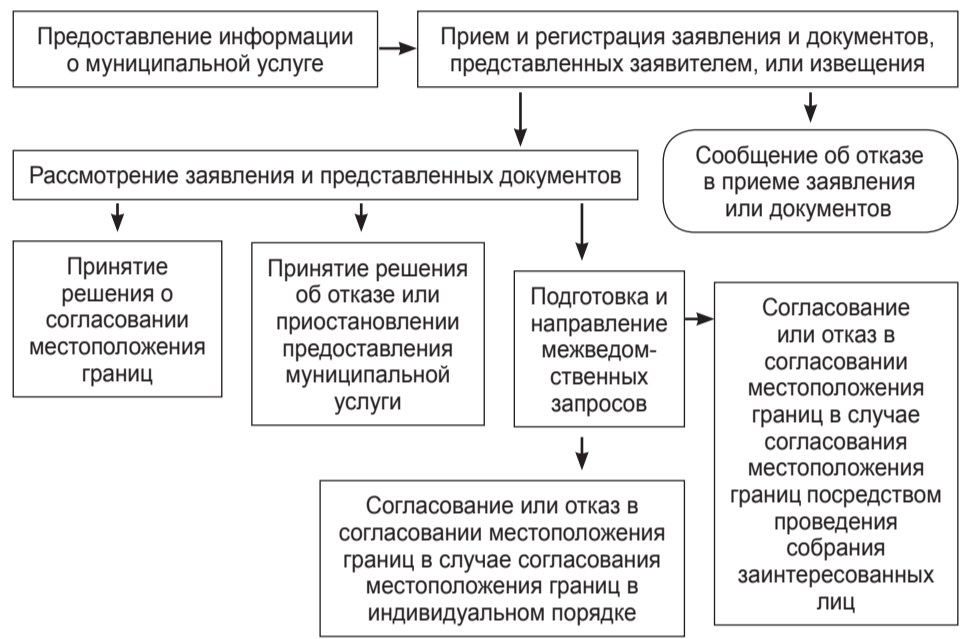 Предоставление информации
о муниципальной услуге
Прием и регистрация заявления и документов,
представленных заявителем, или извещения
Рассмотрение заявления и представленных документов
Сообщение об отказе
в приеме заявления
или документов
Принятие
решения о
согласовании
местоположения
границ
Принятие решения
об отказе или
приостановлении
предоставления
муниципальной
услуги
Подготовка и
направление
межведом-
ственных
запросов
Согласование
или отказ в
согласовании
местоположения
границ в случае
согласования
местоположения
границ посредством
проведения
собрания
заинтересованных
лиц
Согласование или отказ в
согласовании местоположения
границ в случае согласования
местоположения границ в
индивидуальном порядке